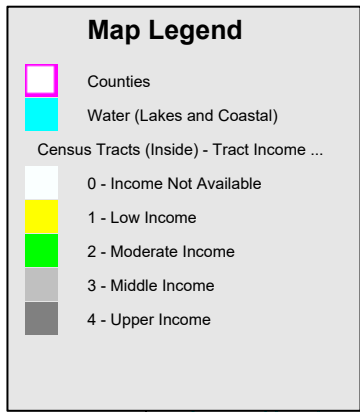 Map Legend
Counties
Water (Lakes and Coastal)
Census Tracts (Inside) - Tract Income ...
0 - Income Not Available
1 - Low Income
2 - Moderate Income
3 - Middle Income
4 - Upper Income